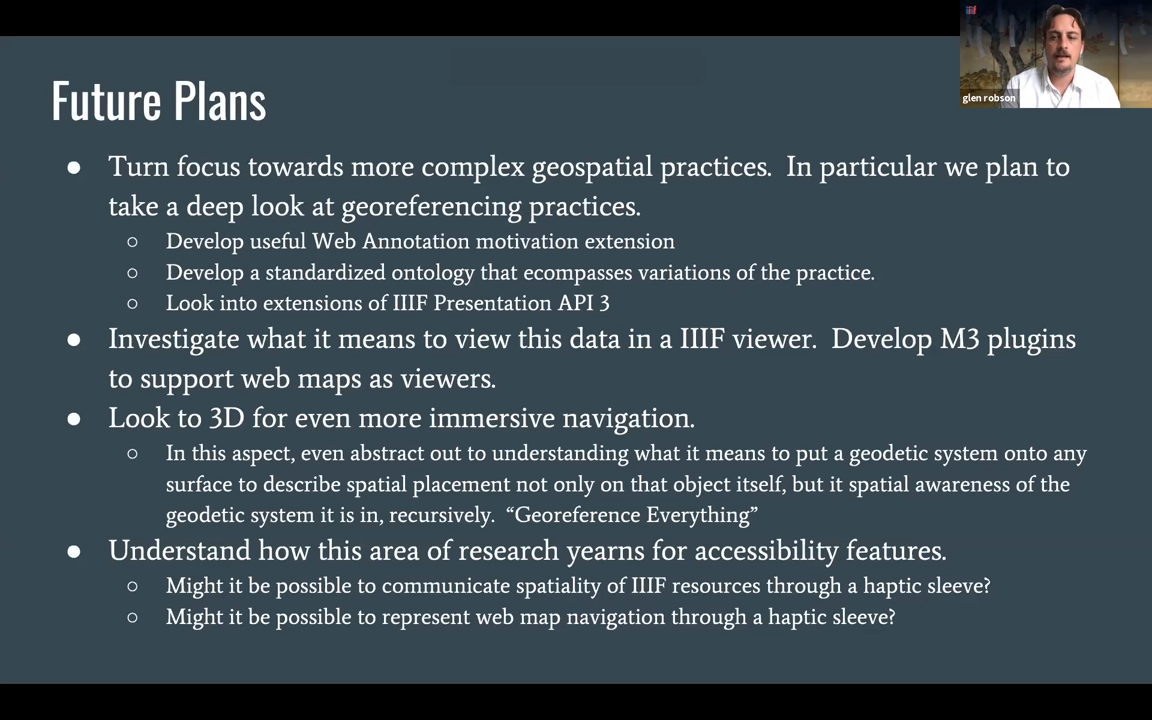 Future Plans
glen robson
● Turn focus towards more complex geospatial practices. In particular we plan to
take a deep look at georeferencing practices.
○ Develop useful Web Annotation motivation extension
○ Develop a standardized ontology that ecompasses variations of the practice.
○ Look into extensions of IIIF Presentation API 3
● Investigate what it means to view this data in a IIIF viewer. Develop M3 plugins
to support web maps as viewers.
● Look to 3D for even more immersive navigation.
○ In this aspect, even abstract out to understanding what it means to put a geodetic system onto any
surface to describe spatial placement not only on that object itself, but it spatial awareness of the
geodetic system it is in, recursively. “Georeference Everything”
● Understand how this area of research yearns for accessibility features.
○ Might it be possible to communicate spatiality of IIIF resources through a haptic sleeve?
○ Might it be possible to represent web map navigation through a haptic sleeve?